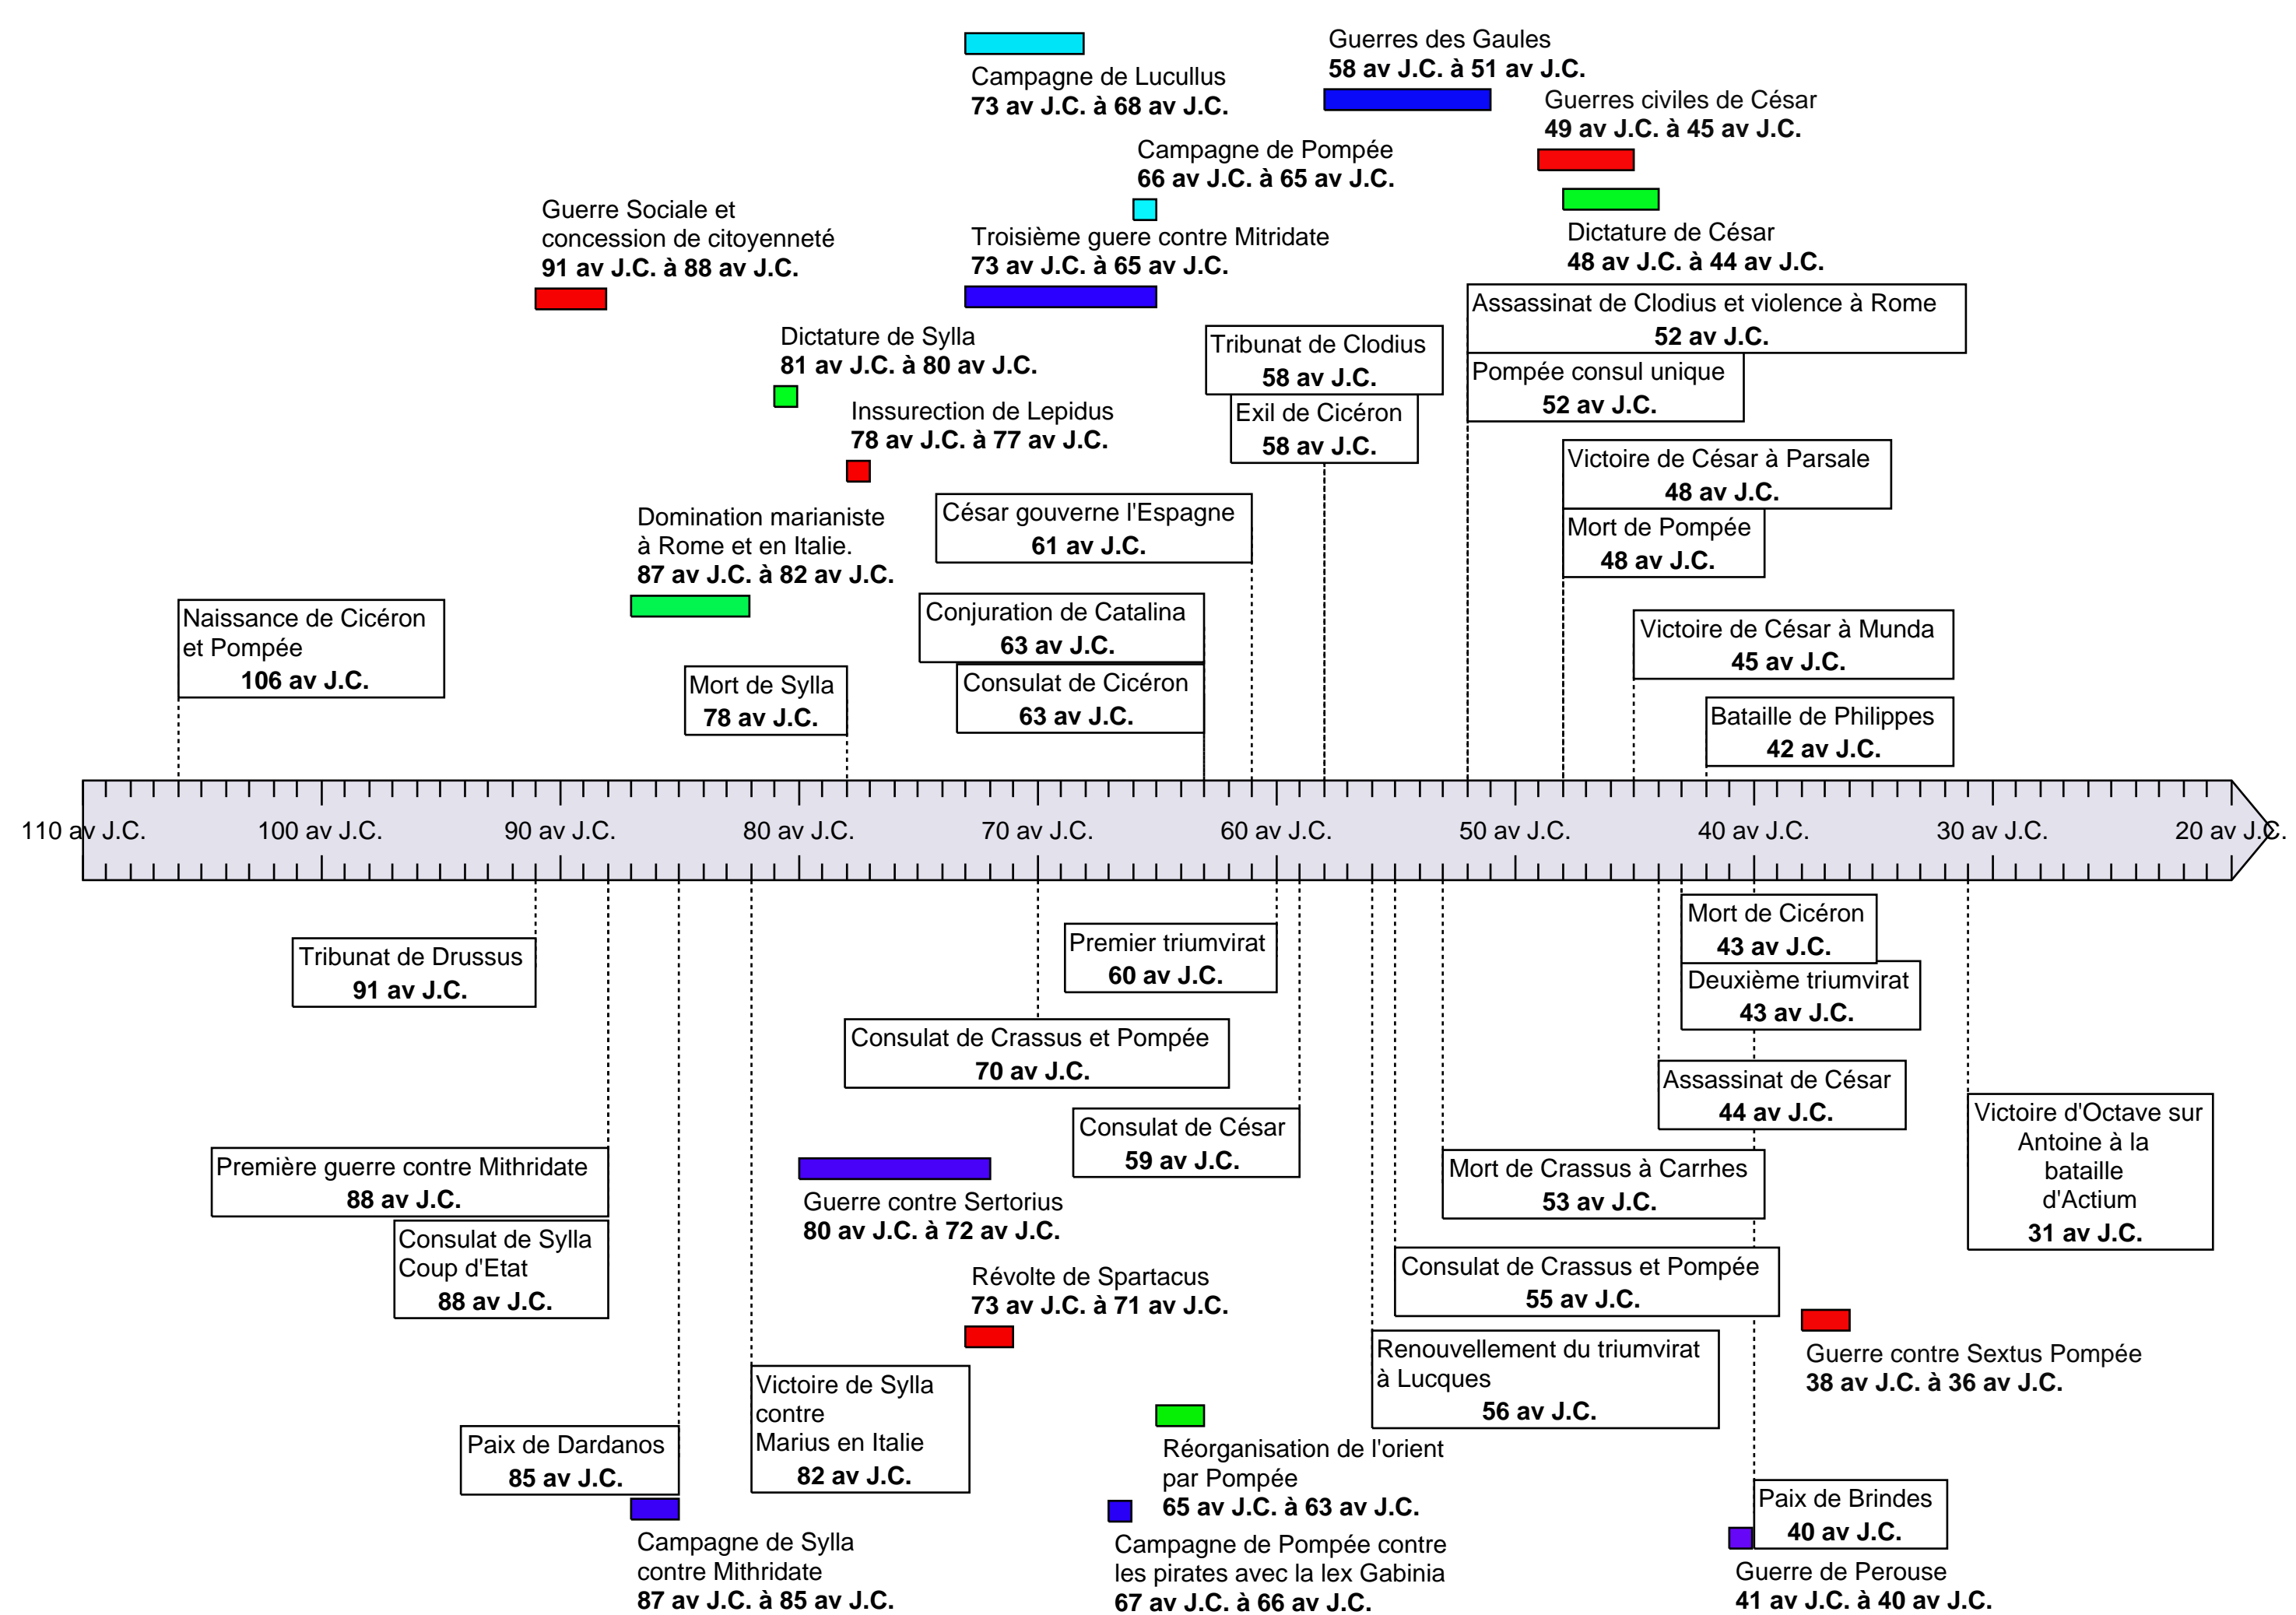 Guerres des Gaules
58 av J.C. à 51 av J.C.
Campagne de Lucullus
73 av J.C. à 68 av J.C.
Guerres civiles de César
49 av J.C. à 45 av J.C.
Campagne de Pompée
66 av J.C. à 65 av J.C.
Guerre Sociale et
concession de citoyenneté
91 av J.C. à 88 av J.C.
Troisième guere contre Mitridate
73 av J.C. à 65 av J.C.
Dictature de César
48 av J.C. à 44 av J.C.
Assassinat de Clodius et violence à Rome
52 av J.C.
Dictature de Sylla
81 av J.C. à 80 av J.C.
Tribunat de Clodius
58 av J.C.
Pompée consul unique
52 av J.C.
Inssurection de Lepidus
78 av J.C. à 77 av J.C.
Exil de Cicéron
58 av J.C.
Victoire de César à Parsale
48 av J.C.
Domination marianiste
à Rome et en Italie.
87 av J.C. à 82 av J.C.
César gouverne l'Espagne
61 av J.C.
Mort de Pompée
48 av J.C.
Naissance de Cicéron
et Pompée
106 av J.C.
Conjuration de Catalina
63 av J.C.
Victoire de César à Munda
45 av J.C.
Mort de Sylla
78 av J.C.
Consulat de Cicéron
63 av J.C.
Bataille de Philippes
42 av J.C.
110 av J.C.
100 av J.C.
90 av J.C.
80 av J.C.
70 av J.C.
60 av J.C.
50 av J.C.
40 av J.C.
30 av J.C.
20 av J.C.
Mort de Cicéron
43 av J.C.
Tribunat de Drussus
91 av J.C.
Premier triumvirat
60 av J.C.
Deuxième triumvirat
43 av J.C.
Consulat de Crassus et Pompée
70 av J.C.
Assassinat de César
44 av J.C.
Consulat de César
59 av J.C.
Victoire d'Octave sur
Antoine à la
bataille
d'Actium
31 av J.C.
Première guerre contre Mithridate
88 av J.C.
Mort de Crassus à Carrhes
53 av J.C.
Guerre contre Sertorius
80 av J.C. à 72 av J.C.
Consulat de Sylla
Coup d'Etat
88 av J.C.
Consulat de Crassus et Pompée
55 av J.C.
Révolte de Spartacus
73 av J.C. à 71 av J.C.
Renouvellement du triumvirat
à Lucques
56 av J.C.
Guerre contre Sextus Pompée
38 av J.C. à 36 av J.C.
Victoire de Sylla
contre
Marius en Italie
82 av J.C.
Paix de Dardanos
85 av J.C.
Réorganisation de l'orient
par Pompée
65 av J.C. à 63 av J.C.
Paix de Brindes
40 av J.C.
Campagne de Sylla
contre Mithridate
87 av J.C. à 85 av J.C.
Campagne de Pompée contre
les pirates avec la lex Gabinia
67 av J.C. à 66 av J.C.
Guerre de Perouse
41 av J.C. à 40 av J.C.